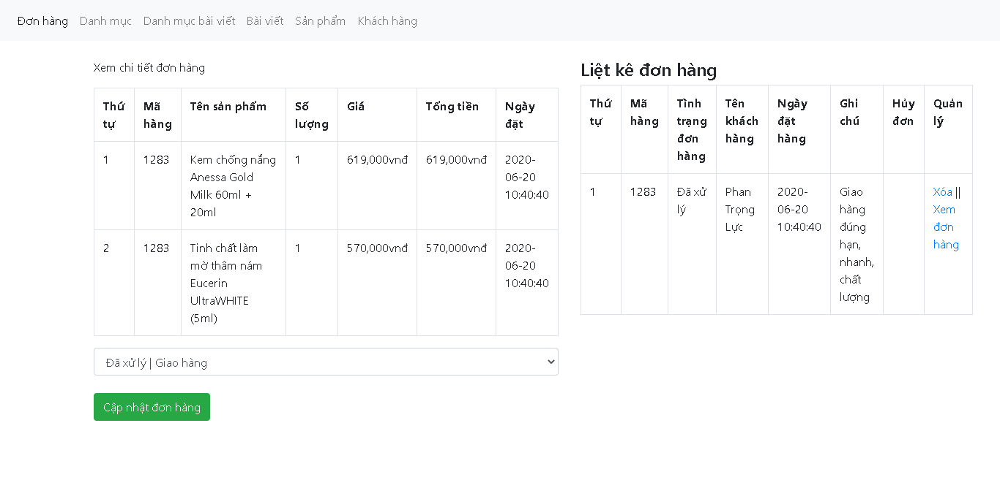 Đơn hàng Danh mục Danh mục bài viết Bài viết Sản phẩm Khách hàng
Xem chi tiết đơn hàng
Thứ tự Mã hàng Tên sản phẩm Số lượng Giá Tổng tiền Ngày đặt
1 1283 Kem chống nắng Anessa Gold Milk 60ml + 20ml 1 619,000vnđ 619,000vnđ 2020-06-20 10:40:40
2 1283 Tinh chất làm mờ thâm nám Eucerin UltraWHITE (5ml) 1 570,000vnđ 570,000vnđ 2020-06-20 10:40:40
Đã xử lý | Giao hàng
Cập nhật đơn hàng
Liệt kê đơn hàng
Thứ tự Mã hàng Tình trạng đơn hàng Tên khách hàng Ngày đặt hàng Ghi chú Hủy đơn Quản lý
1 1283 Đã xử lý Phan Trọng Lực 2020-06-20 10:40:40 Giao hàng đúng hạn, nhanh, chất lượng Xóa || Xem đơn hàng